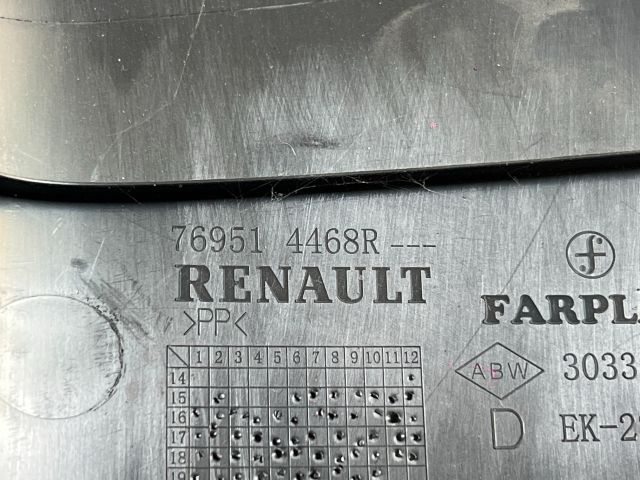 76951 4468R ---
RENAULT
>PP<
FARPL
ABW 3033
D EK-2
1 2 3 4 5 6 7 8 9 10 11 12
14
15
16
17
18
19